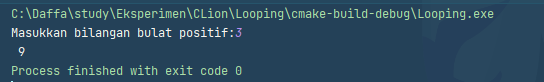 C:\Daffa\study\Eksperimen\CLion\Looping\cmake-build-debug\Looping.exe
Masukkan bilangan bulat positif:3
9
Process finished with exit code 0